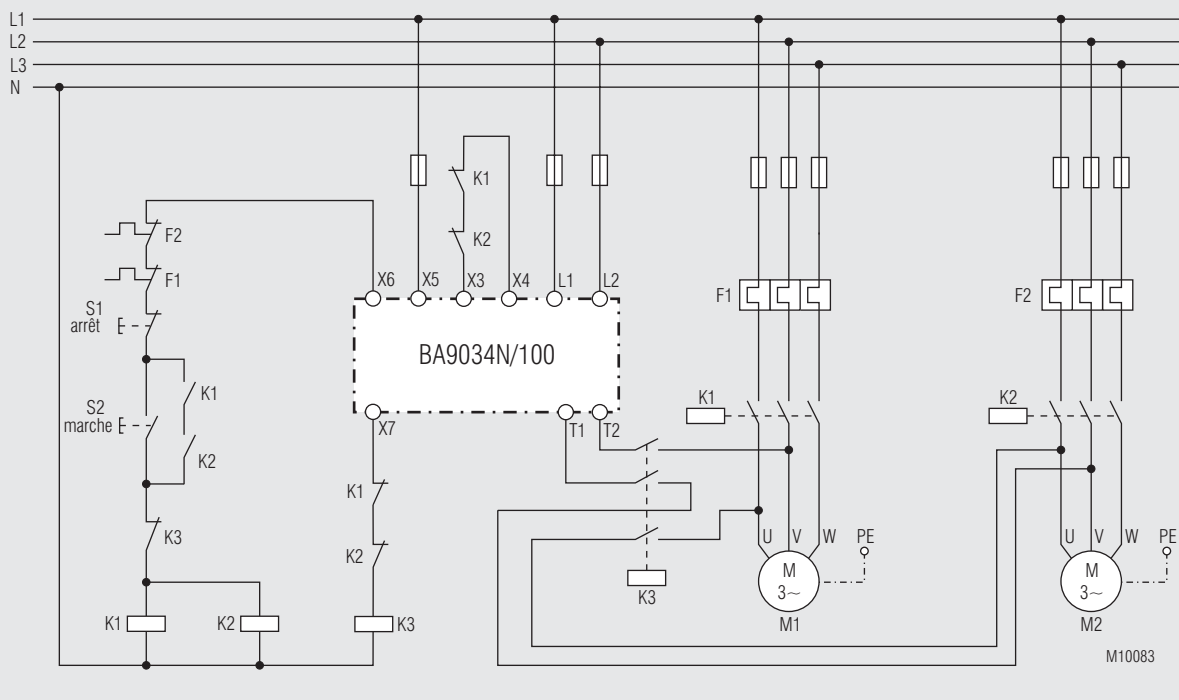 L1
L2
L3
N
K1
K2
F2
F1
S1
arrêt
X6
X5
X3
X4
L1
L2
F1
F2
BA9034N/100
K1
S2
marche
K2
X7
T1
T2
K1
K2
K1
K2
K3
K3
U
V
W
PE
M
3~
M1
U
V
W
PE
M
3~
M2
K1
K2
K3
M10083